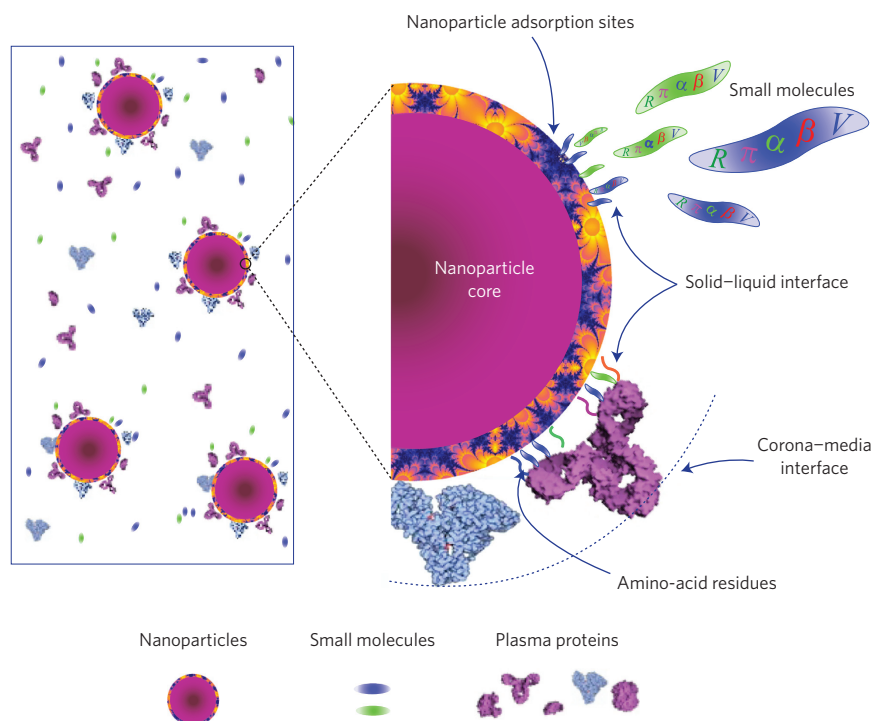 Nanoparticle adsorption sites
Small molecules
R π α β V
R π α β V
R π α β V
R π α β V
Nanoparticle
core
Solid–liquid interface
Corona–media
interface
Amino-acid residues
Nanoparticles
Small molecules
Plasma proteins